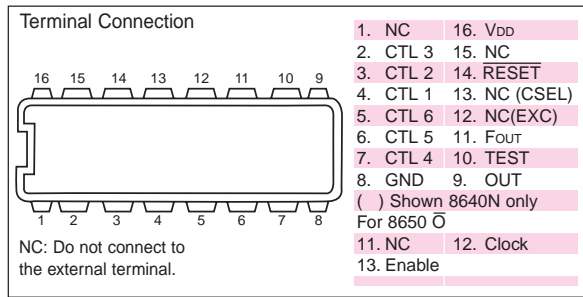 Terminal Connection
16 15 14 13 12 11 10 9
1 2 3 4 5 6 7 8
NC: Do not connect to
the external terminal.
1. NC 16. VDD
2. CTL 3 15. NC
3. CTL 2 14. R̅E̅S̅E̅T̅
4. CTL 1 13. NC (CSEL)
5. CTL 6 12. NC(EXC)
6. CTL 5 11. FOUT
7. CTL 4 10. TEST
8. GND 9. OUT
( ) Shown 8640N only
For 8650 O̅
11. NC 12. Clock
13. Enable